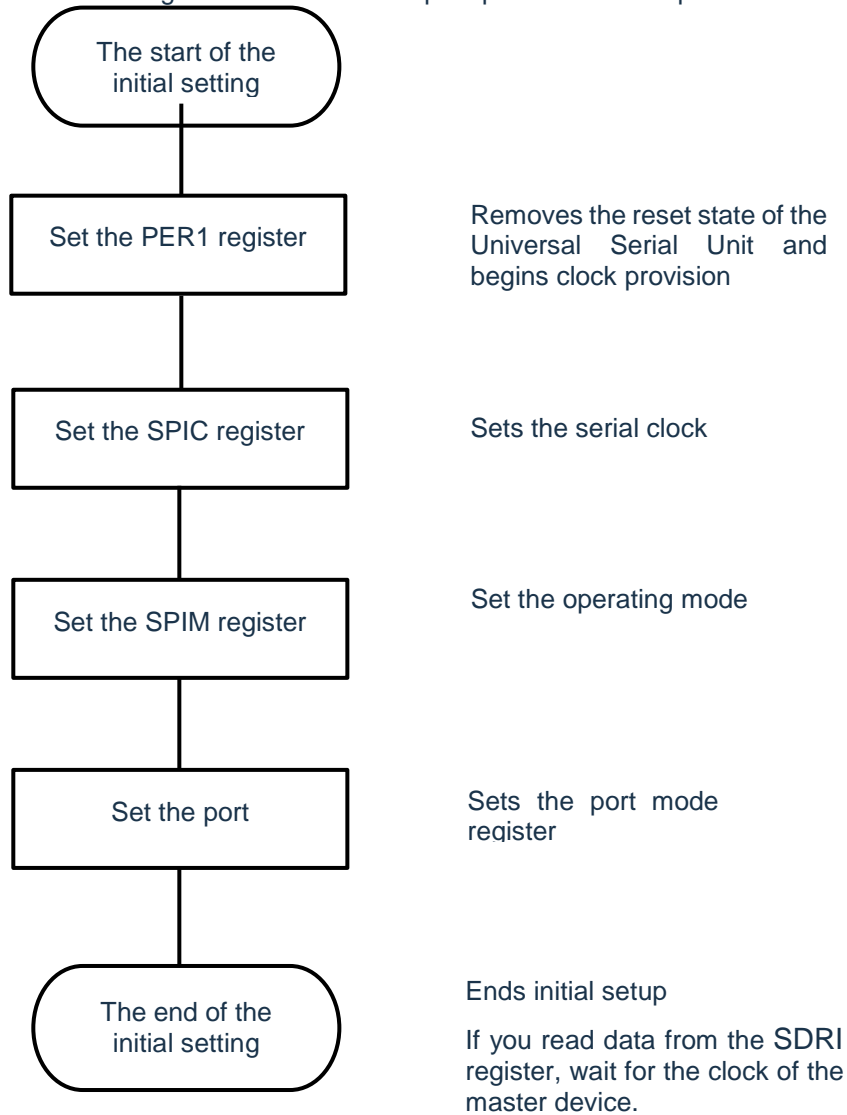 The start of the
initial setting
Set the PER1 register
Removes the reset state of the
Universal Serial Unit and
begins clock provision
Set the SPIC register
Sets the serial clock
Set the SPIM register
Set the operating mode
Set the port
Sets the port mode
register
The end of the
initial setting
Ends initial setup
If you read data from the SDRI
register, wait for the clock of the
master device.